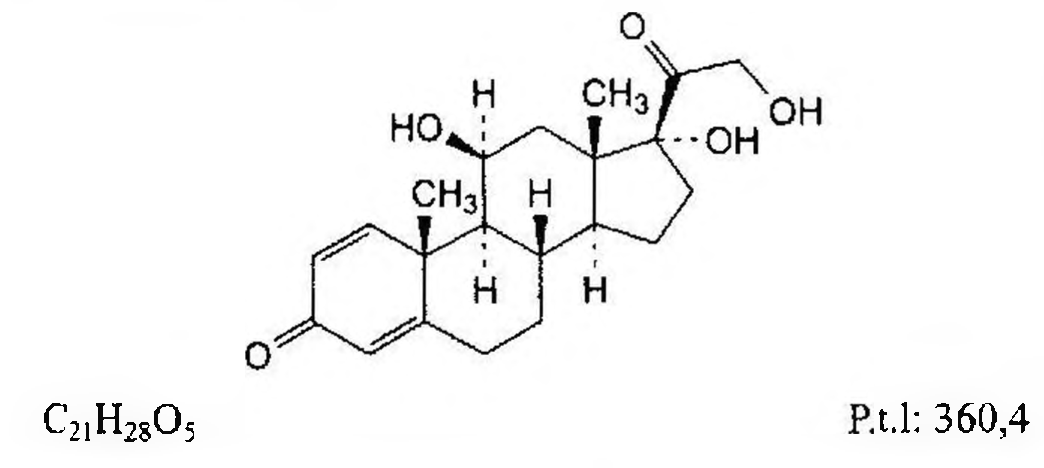 O
H
CH₃
OH
HO
OH
CH₃
H
H
H
O
C₂₁H₂₈O₅
P.t.l: 360,4